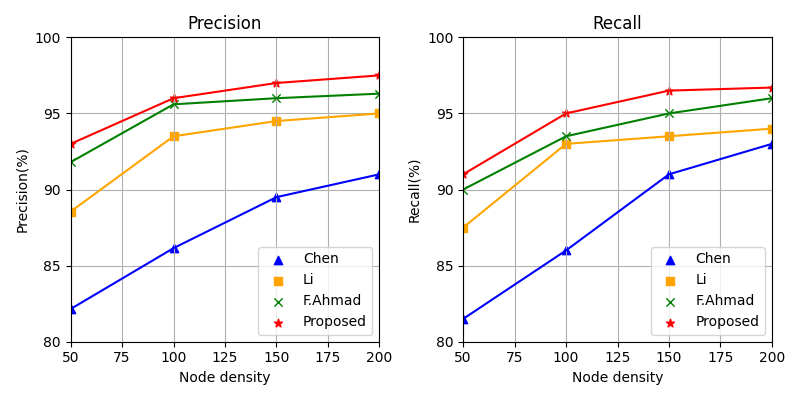 Precision
Precision(%)
100
95
90
85
80
50 75 100 125 150 175 200
Node density
Chen
Li
F.Ahmad
Proposed
Recall
Recall(%)
100
95
90
85
80
50 75 100 125 150 175 200
Node density
Chen
Li
F.Ahmad
Proposed